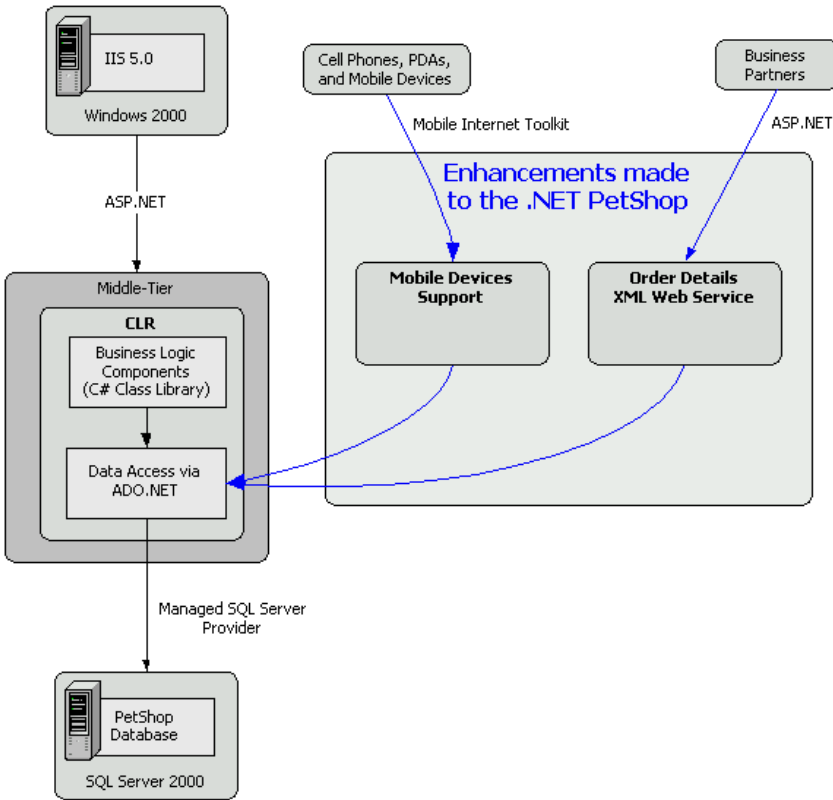 IIS 5.0
Windows 2000
Cell Phones, PDAs,
and Mobile Devices
Business
Partners
Mobile Internet Toolkit
ASP.NET
ASP.NET
Enhancements made
to the .NET PetShop
Mobile Devices
Support
Order Details
XML Web Service
Middle-Tier
CLR
Business Logic
Components
(C# Class Library)
Data Access via
ADO.NET
Managed SQL Server
Provider
PetShop
Database
SQL Server 2000